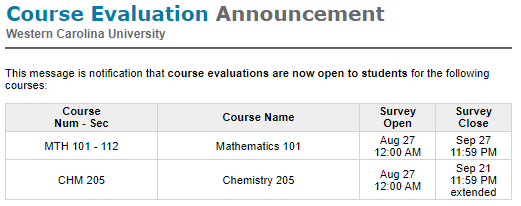 Course Evaluation Announcement
Western Carolina University
This message is notification that course evaluations are now open to students for the following
courses:
Course
Num - Sec
Course Name
Survey
Open
Survey
Close
MTH 101 - 112
Mathematics 101
Aug 27
12:00 AM
Sep 27
11:59 PM
CHM 205
Chemistry 205
Aug 27
12:00 AM
Sep 21
11:59 PM
extended